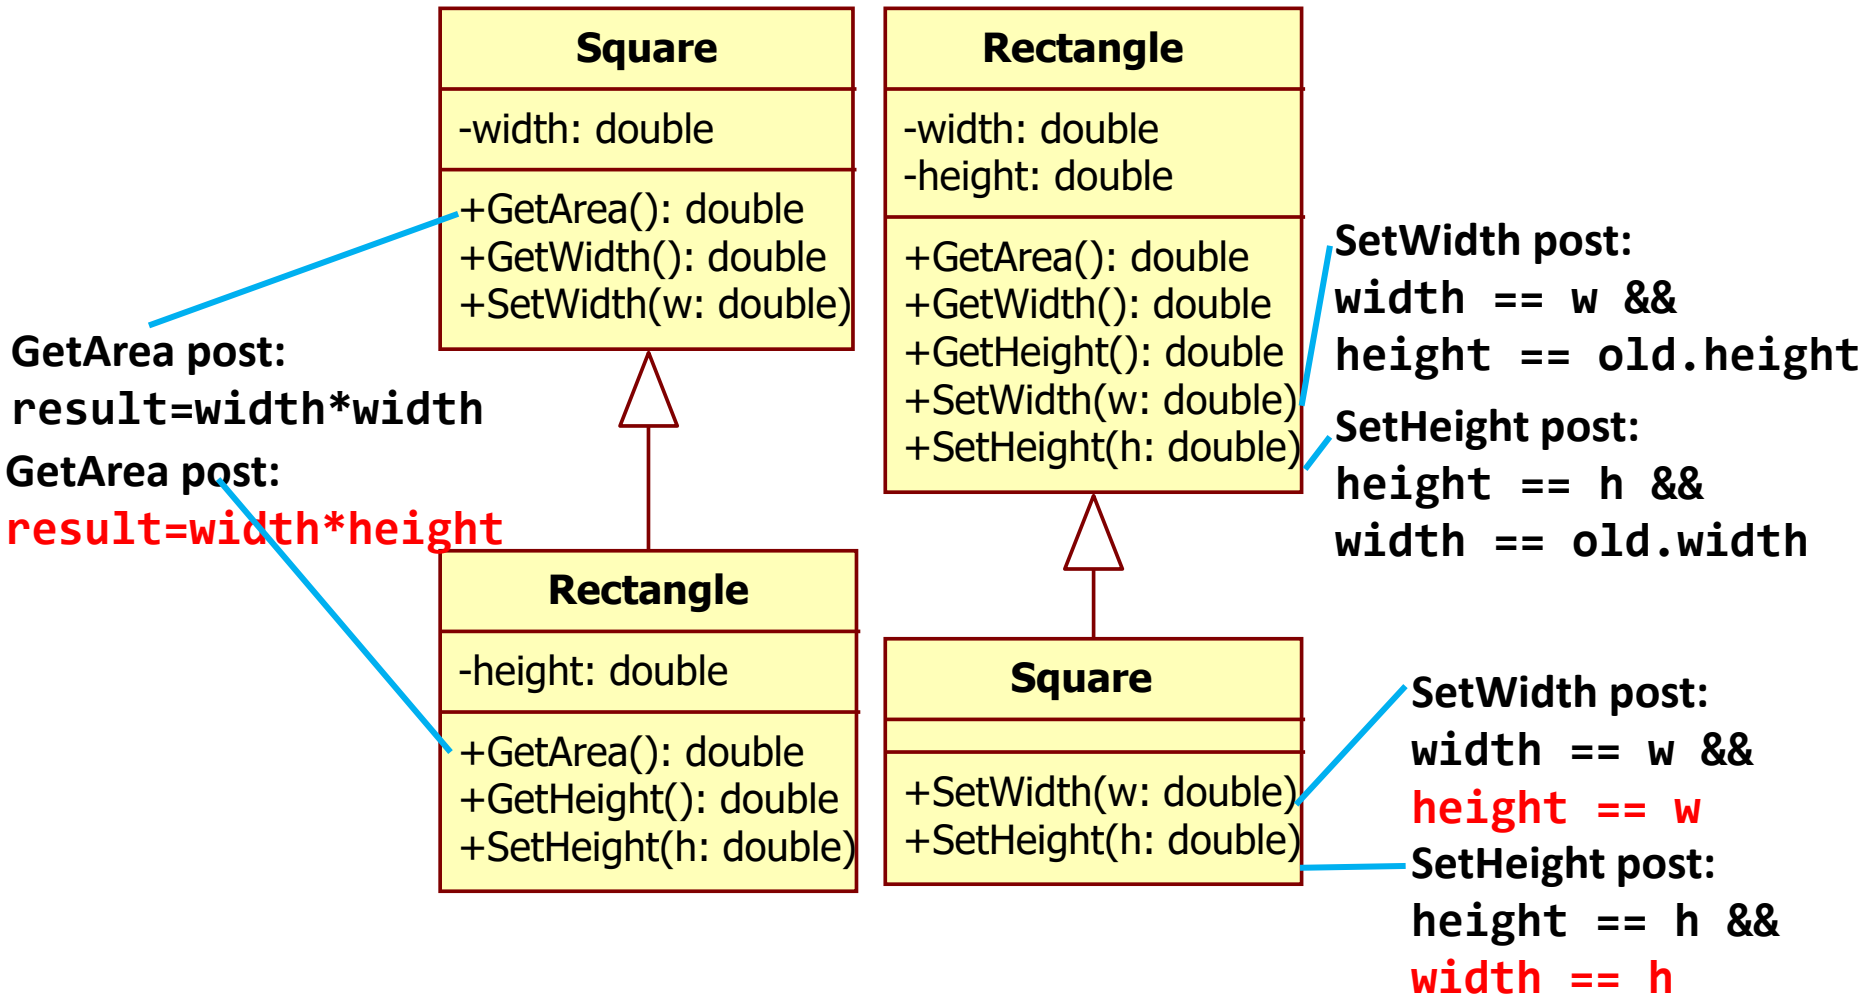 Square
-width: double
+GetArea(): double
+GetWidth(): double
+SetWidth(w: double)
GetArea post:
result=width*width
GetArea post:
result=width*height
Rectangle
-height: double
+GetArea(): double
+GetHeight(): double
+SetHeight(h: double)
Rectangle
-width: double
-height: double
+GetArea(): double
+GetWidth(): double
+GetHeight(): double
+SetWidth(w: double)
+SetHeight(h: double)
SetWidth post:
width == w &&
height == old.height
SetHeight post:
height == h &&
width == old.width
Square
+SetWidth(w: double)
+SetHeight(h: double)
SetWidth post:
width == w &&
height == w
SetHeight post:
height == h &&
width == h